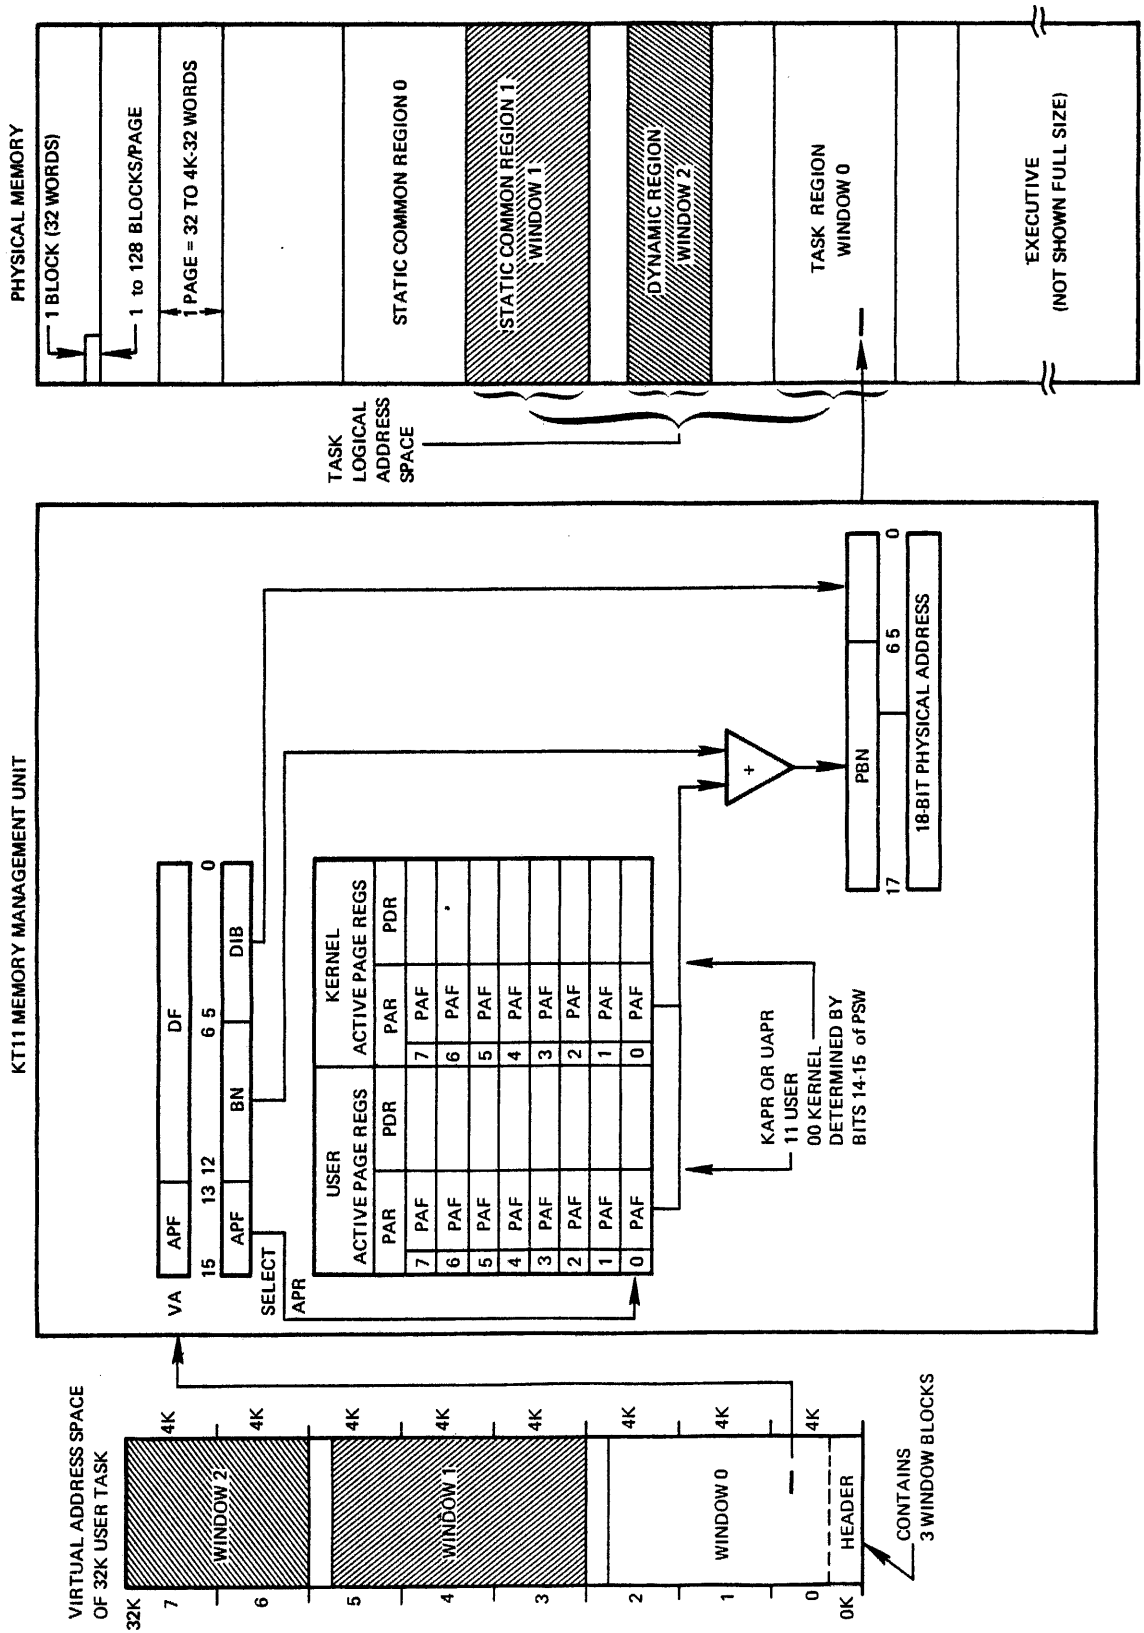 VIRTUAL ADDRESS SPACE
OF 32K USER TASK
32K
7
6
5
4
3
2
1
0
0K
4K
4K
4K
4K
4K
4K
4K
4K
WINDOW 2
WINDOW 1
WINDOW 0
HEADER
CONTAINS
3 WINDOW BLOCKS
KT11 MEMORY MANAGEMENT UNIT
VA
APF
DF
15
13 12
6 5
0
APF
BN
DIB
SELECT
APR
USER
ACTIVE PAGE REGS
KERNEL
ACTIVE PAGE REGS
PAR
PDR
PAR
PDR
7 PAF
7 PAF
6 PAF
6 PAF
5 PAF
5 PAF
4 PAF
4 PAF
3 PAF
3 PAF
2 PAF
2 PAF
1 PAF
1 PAF
0 PAF
0 PAF
KAPR OR UAPR
11 USER
00 KERNEL
DETERMINED BY
BITS 14-15 of PSW
+
PBN
17
6 5
0
18-BIT PHYSICAL ADDRESS
TASK
LOGICAL
ADDRESS
SPACE
PHYSICAL MEMORY
1 BLOCK (32 WORDS)
1 to 128 BLOCKS/PAGE
1 PAGE = 32 TO 4K-32 WORDS
STATIC COMMON REGION 0
STATIC COMMON REGION 1
WINDOW 1
DYNAMIC REGION
WINDOW 2
TASK REGION
WINDOW 0
EXECUTIVE
(NOT SHOWN FULL SIZE)